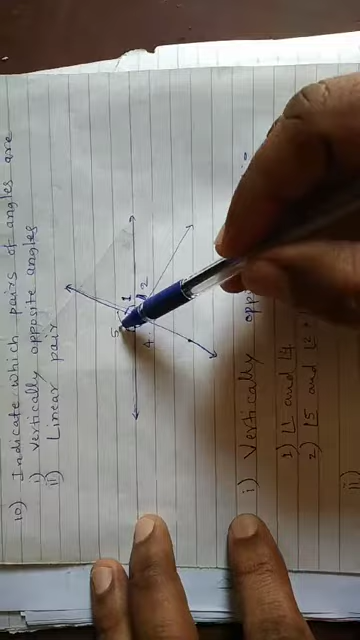 10) Indicate which pairs of angles are
i) Vertically opposite angles
ii) Linear pair
1
2
5
4
i) Vertically opp
1) ∠1 and ∠4
2) ∠5 and ∠2 +
ii)